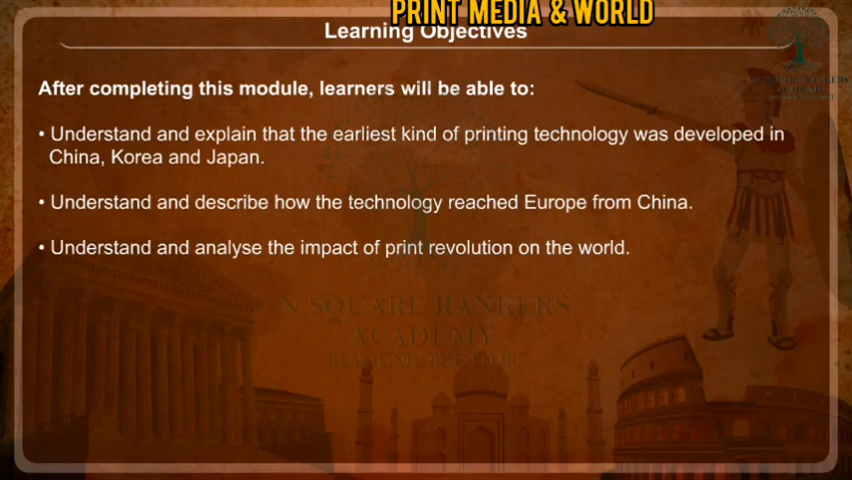 PRINT MEDIA & WORLD
Learning Objectives
After completing this module, learners will be able to:
• Understand and explain that the earliest kind of printing technology was developed in
China, Korea and Japan.
• Understand and describe how the technology reached Europe from China.
• Understand and analyse the impact of print revolution on the world.
N SQUARE RANKERS
ACADEMY